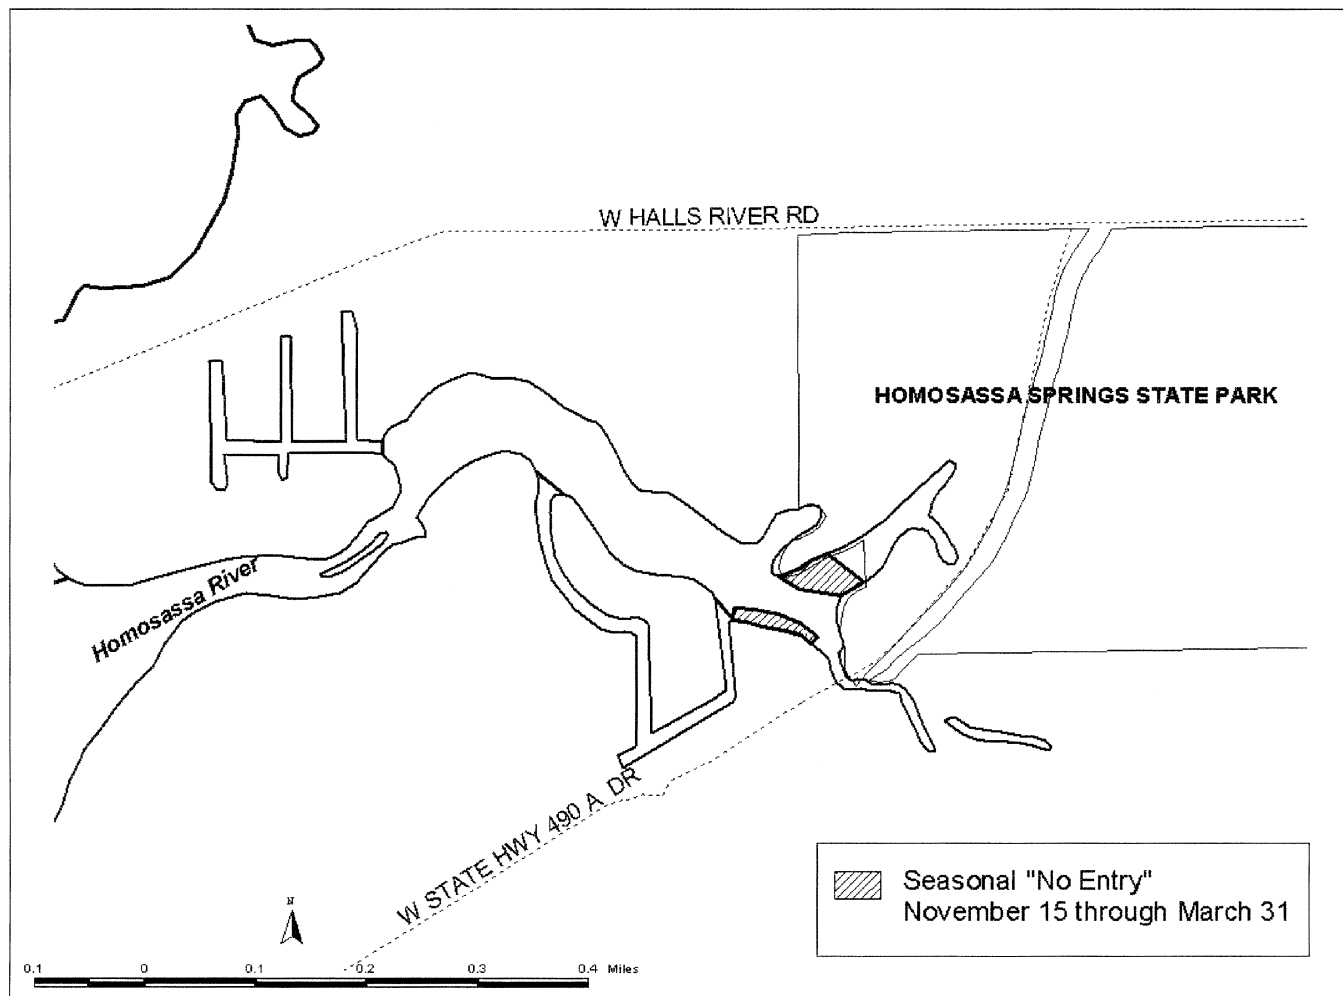 W HALLS RIVER RD
HOMOSASSA SPRINGS STATE PARK
Homosassa River
W STATE HWY 490 A DR
Seasonal "No Entry"
November 15 through March 31
N
0.1 0 0.1 0.2 0.3 0.4 Miles